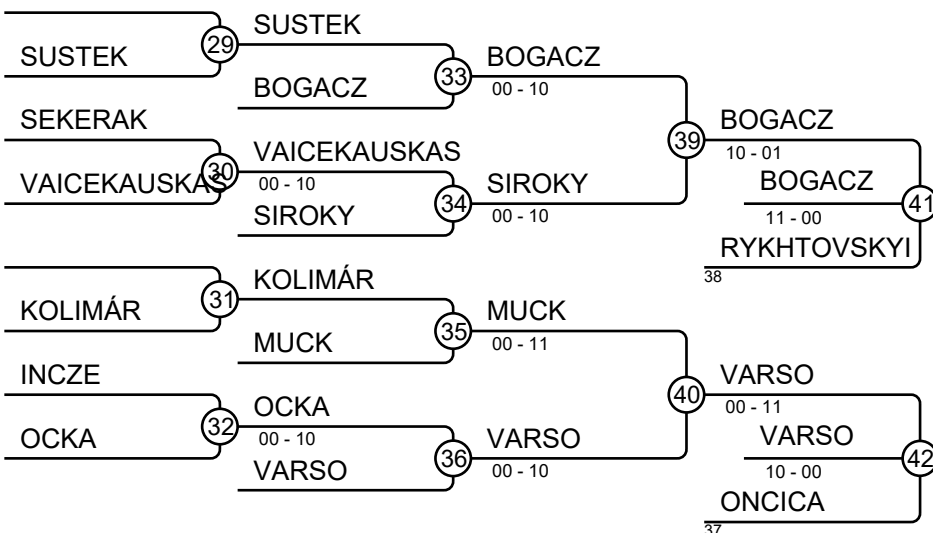 SUSTEK
29
SUSTEK
BOGACZ
33
BOGACZ
00 - 10
SEKERAK
VAICEKAUSKAS
30
VAICEKAUSKAS
00 - 10
SIROKY
34
SIROKY
00 - 10
39
BOGACZ
10 - 01
BOGACZ
11 - 00
41
RYKHTOVSKYI
38
KOLIMÁR
31
KOLIMÁR
MUCK
35
MUCK
00 - 11
INCZE
OCKA
32
OCKA
00 - 10
VARSO
36
VARSO
00 - 10
40
VARSO
00 - 11
VARSO
10 - 00
42
ONCICA
37